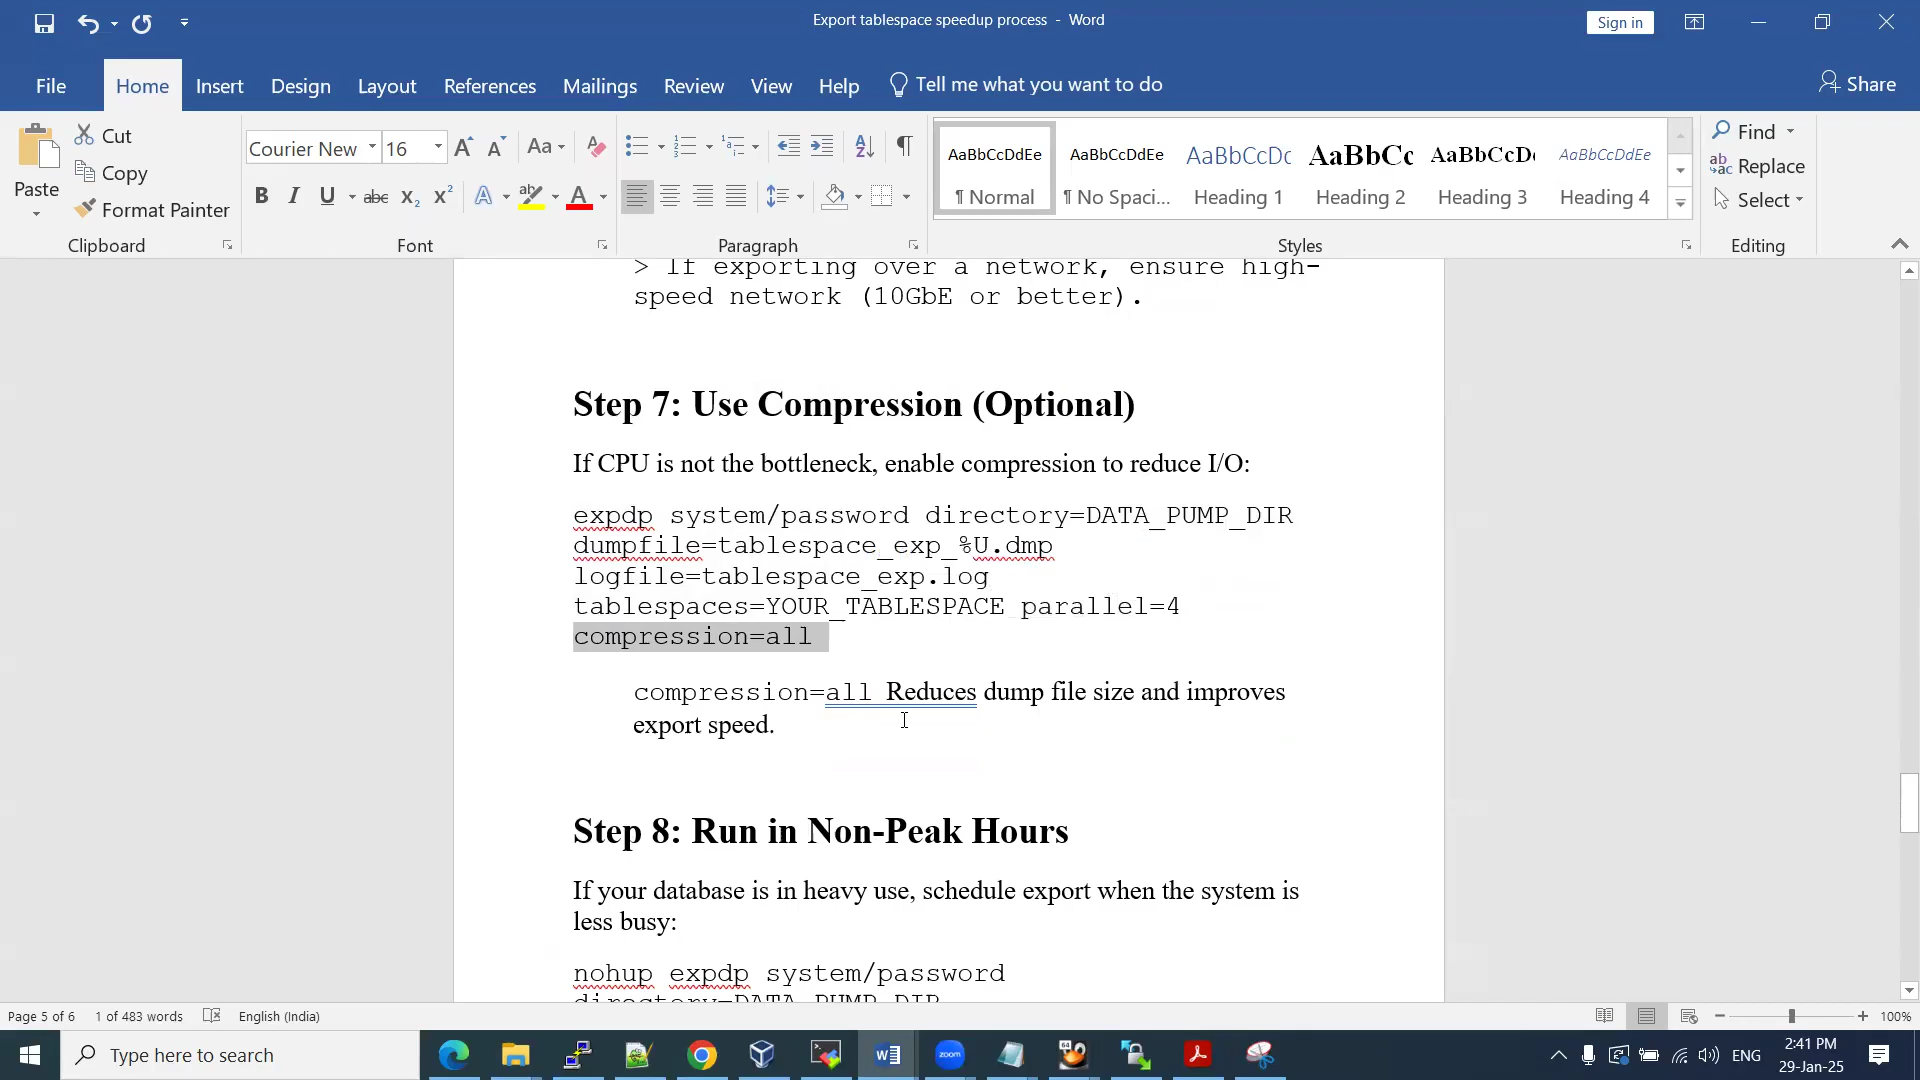 Export tablespace speedup process - Word
Sign in
File Home Insert Design Layout References Mailings Review View Help Tell me what you want to do Share
Paste
Cut
Copy
Format Painter
Clipboard
Courier New 16
Font
Paragraph
AaBbCcDdEe AaBbCcDdEe AaBbCcDc AaBbCc AaBbCcD AaBbCcDdEe
¶ Normal ¶ No Spaci... Heading 1 Heading 2 Heading 3 Heading 4
Styles
Find
Replace
Select
Editing
> If exporting over a network, ensure high-
speed network (10GbE or better).
Step 7: Use Compression (Optional)
If CPU is not the bottleneck, enable compression to reduce I/O:
expdp system/password directory=DATA_PUMP_DIR
dumpfile=tablespace_exp_%U.dmp
logfile=tablespace_exp.log
tablespaces=YOUR_TABLESPACE parallel=4
compression=all
compression=all Reduces dump file size and improves
export speed.
Step 8: Run in Non-Peak Hours
If your database is in heavy use, schedule export when the system is
less busy:
nohup expdp system/password
directory=DATA_PUMP_DIR
Page 5 of 6 1 of 483 words English (India) 100%
Type here to search
zoom
64
ENG
2:41 PM
29-Jan-25